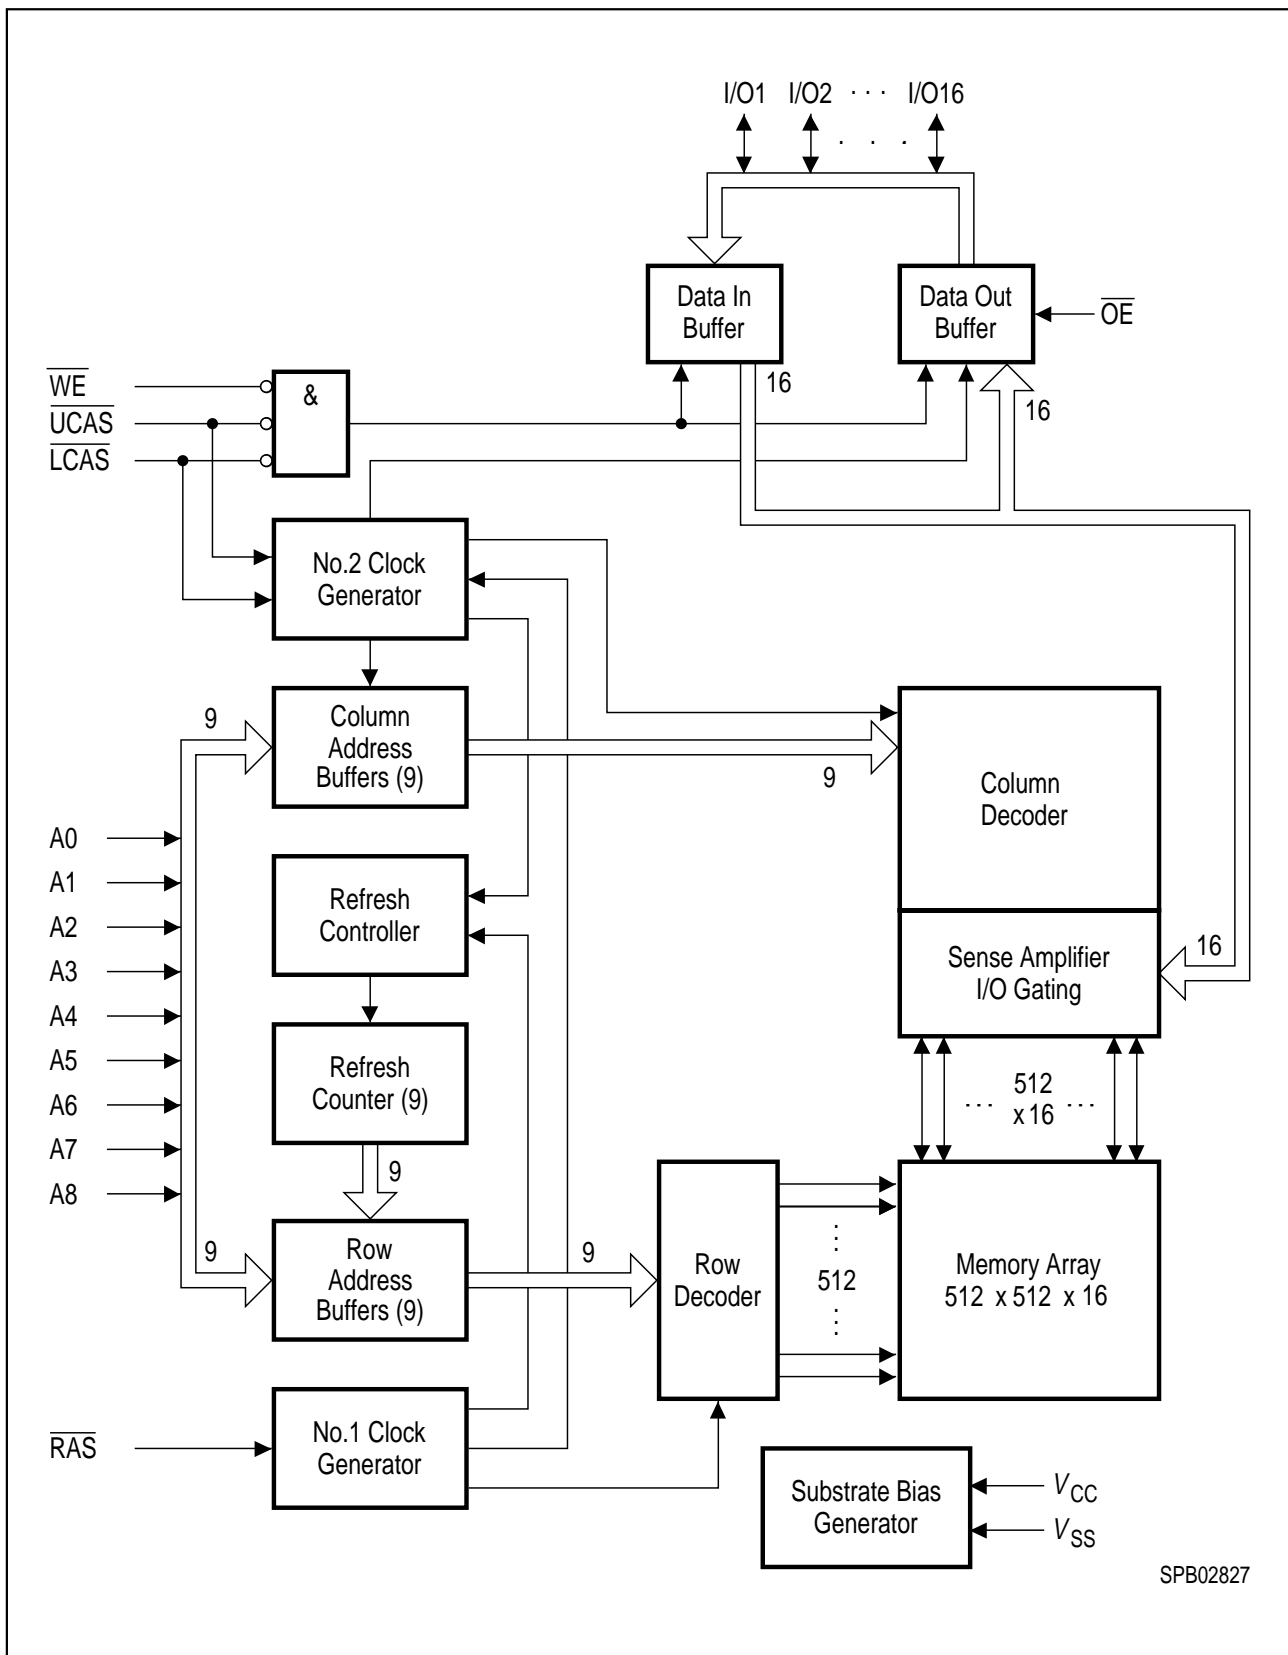 I/O1 I/O2 · · · I/O16
· · ·
Data In
Buffer
Data Out
Buffer
OE
16
16
WE
UCAS
LCAS
&
No.2 Clock
Generator
9
Column
Address
Buffers (9)
9
Column
Decoder
A0
A1
A2
A3
A4
A5
A6
A7
A8
Refresh
Controller
Sense Amplifier
I/O Gating
16
Refresh
Counter (9)
9
· · · 512 · · ·
x 16
9
Row
Address
Buffers (9)
9
Row
Decoder
512
Memory Array
512 x 512 x 16
RAS
No.1 Clock
Generator
Substrate Bias
Generator
VCC
VSS
SPB02827